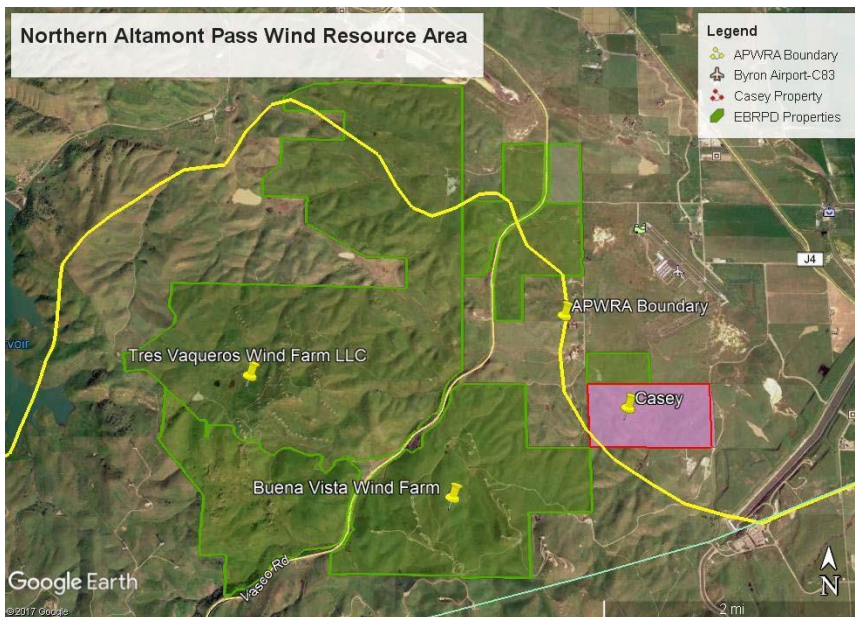 Northern Altamont Pass Wind Resource Area
Legend
APWRA Boundary
Byron Airport-C83
Casey Property
EBRPD Properties
J4
APWRA Boundary
voir
Tres Vaqueros Wind Farm LLC
Casey
Buena Vista Wind Farm
Vasco Rd
Google Earth
©2017 Google
N
2 mi